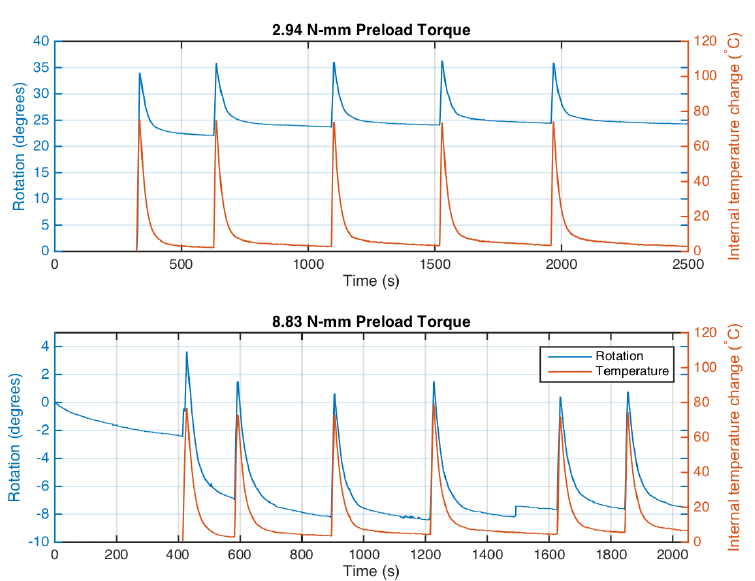 2.94 N-mm Preload Torque
40
35
30
25
20
15
10
5
0
Rotation (degrees)
120
100
80
60
40
20
0
Internal temperature change (°C)
0 500 1000 1500 2000 2500
Time (s)
8.83 N-mm Preload Torque
4
2
0
-2
-4
-6
-8
-10
Rotation (degrees)
Rotation
Temperature
120
100
80
60
40
20
0
Internal temperature change (°C)
0 200 400 600 800 1000 1200 1400 1600 1800 2000
Time (s)